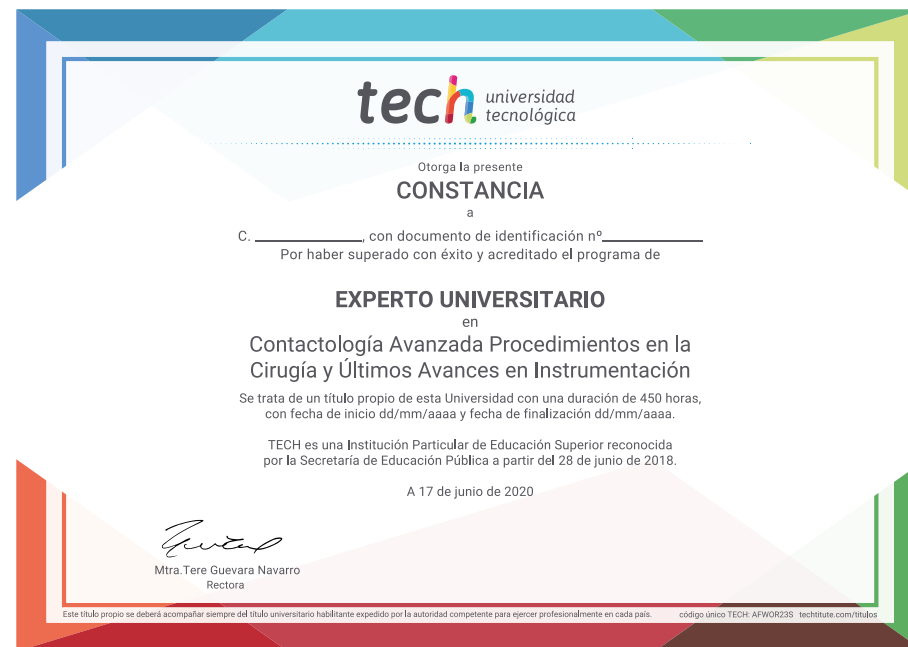 tech universidad
tecnológica
Otorga la presente
CONSTANCIA
a
C. ____________, con documento de identificación nº____________
Por haber superado con éxito y acreditado el programa de
EXPERTO UNIVERSITARIO
en
Contactología Avanzada Procedimientos en la
Cirugía y Últimos Avances en Instrumentación
Se trata de un título propio de esta Universidad con una duración de 450 horas,
con fecha de inicio dd/mm/aaaa y fecha de finalización dd/mm/aaaa.
TECH es una Institución Particular de Educación Superior reconocida
por la Secretaría de Educación Pública a partir del 28 de junio de 2018.
A 17 de junio de 2020
Mtra.Tere Guevara Navarro
Rectora
Este título propio se deberá acompañar siempre del título universitario habilitante expedido por la autoridad competente para ejercer profesionalmente en cada país. código único TECH: AFWOR23S techtitute.com/títulos